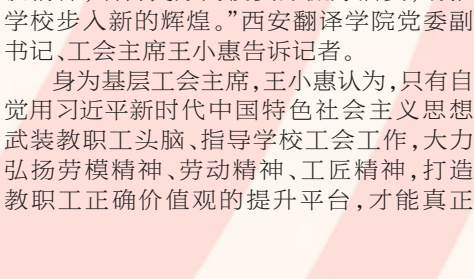 学校步入新的辉煌。”西安翻译学院党委副
书记、工会主席王小惠告诉记者。
身为基层工会主席,王小惠认为,只有自
觉用习近平新时代中国特色社会主义思想
武装教职工头脑、指导学校工会工作,大力
弘扬劳模精神、劳动精神、工匠精神,打造
教职工正确价值观的提升平台,才能真正